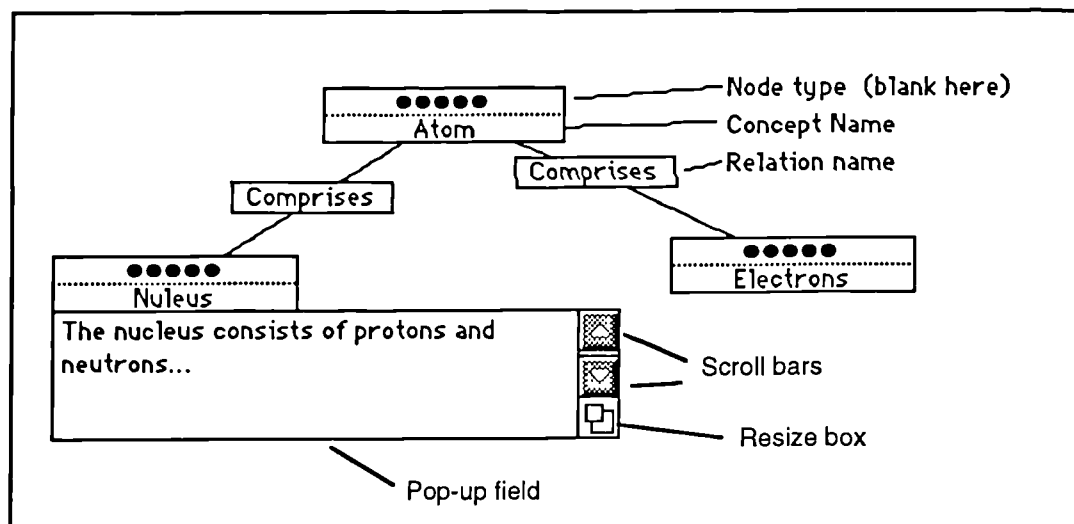 Node type (blank here)
Atom
Concept Name
Comprises
Relation name
Comprises
Electrons
Nuleus
The nucleus consists of protons and
neutrons...
Scroll bars
Resize box
Pop-up field